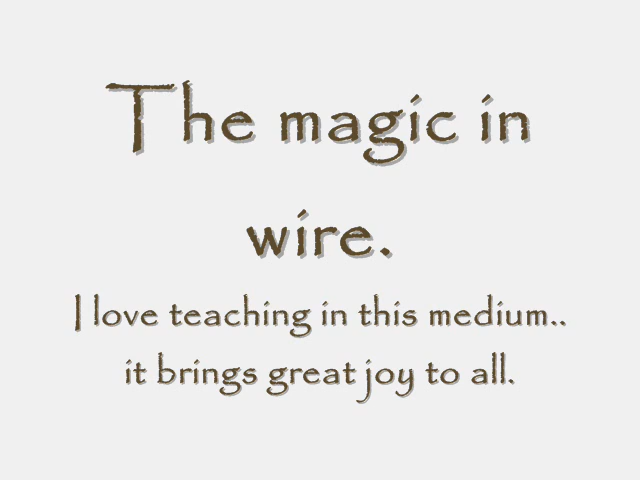 The magic in
wire.
I love teaching in this medium..
it brings great joy to all.